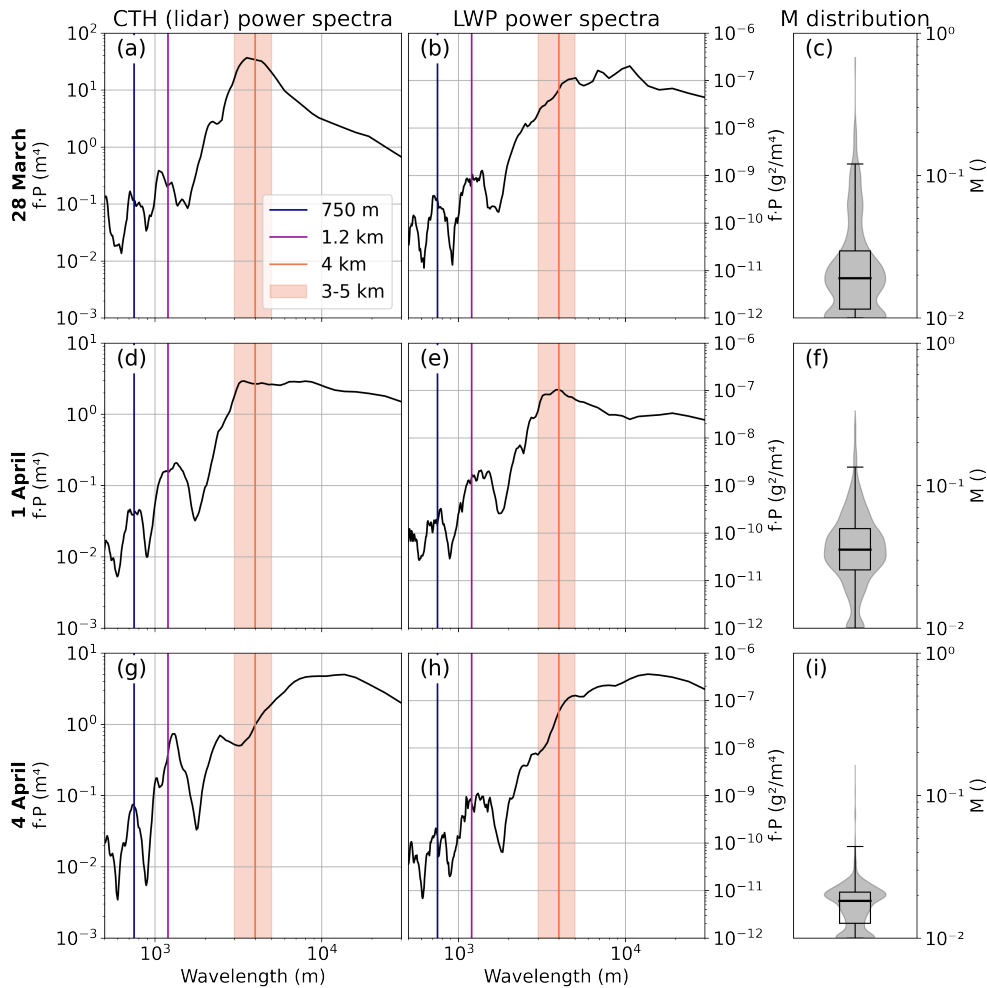 CTH (lidar) power spectra LWP power spectra M distribution
(a) (b) (c)
10² 10⁻⁶ 10⁰
10¹ 10⁻⁷
10⁰ 10⁻⁸
10⁻¹ 10⁻⁹ 10⁻¹
10⁻² 10⁻¹⁰
10⁻³ 10⁻¹¹
10⁻¹² 10⁻²
28 March
f·P (m⁴)
f·P (g²/m⁴)
M ()
750 m
1.2 km
4 km
3-5 km
(d) (e) (f)
10¹ 10⁻⁶ 10⁰
10⁰ 10⁻⁷
10⁻¹ 10⁻⁸
10⁻² 10⁻⁹ 10⁻¹
10⁻³ 10⁻¹⁰
10⁻¹¹
10⁻¹² 10⁻²
1 April
f·P (m⁴)
f·P (g²/m⁴)
M ()
(g) (h) (i)
10¹ 10⁻⁶ 10⁰
10⁰ 10⁻⁷
10⁻¹ 10⁻⁸
10⁻² 10⁻⁹ 10⁻¹
10⁻³ 10⁻¹⁰
10⁻¹¹
10⁻¹² 10⁻²
4 April
f·P (m⁴)
f·P (g²/m⁴)
M ()
10³ 10⁴ 10³ 10⁴
Wavelength (m) Wavelength (m)